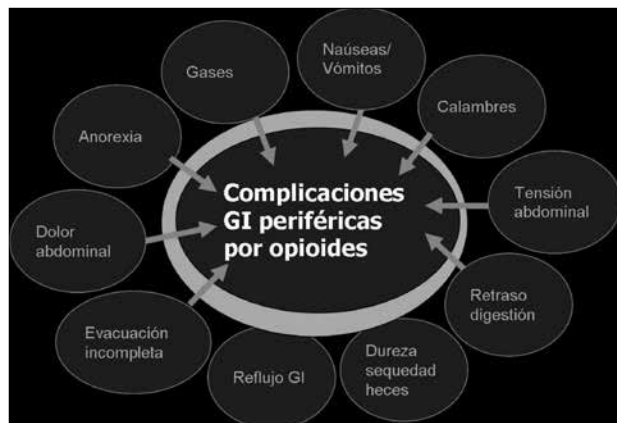 Gases
Naúseas/
Vómitos
Calambres
Anorexia
Tensión
abdominal
Complicaciones
GI periféricas
por opioides
Dolor
abdominal
Retraso
digestión
Evacuación
incompleta
Reflujo GI
Dureza
sequedad
heces